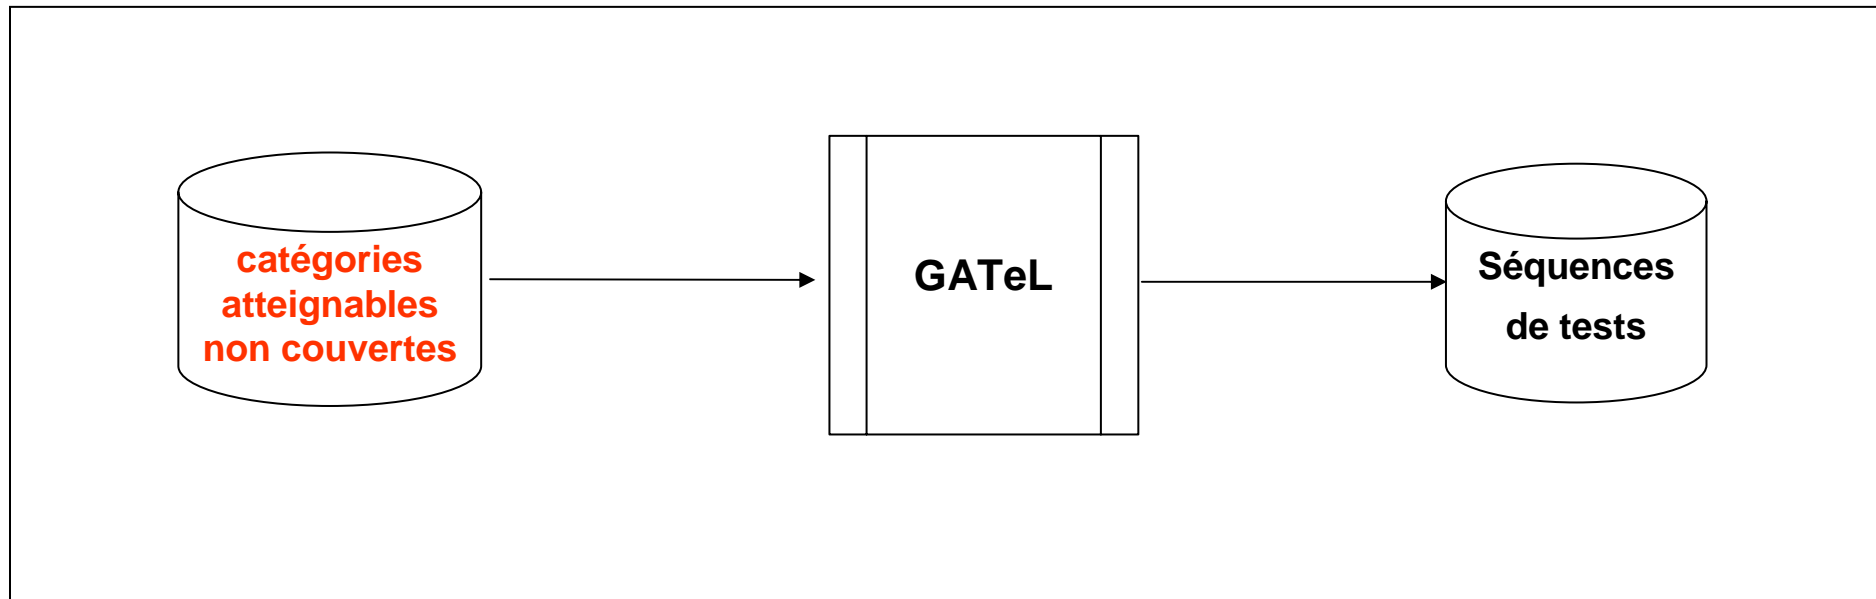 catégories
atteignables
non couvertes
GATeL
Séquences
de tests